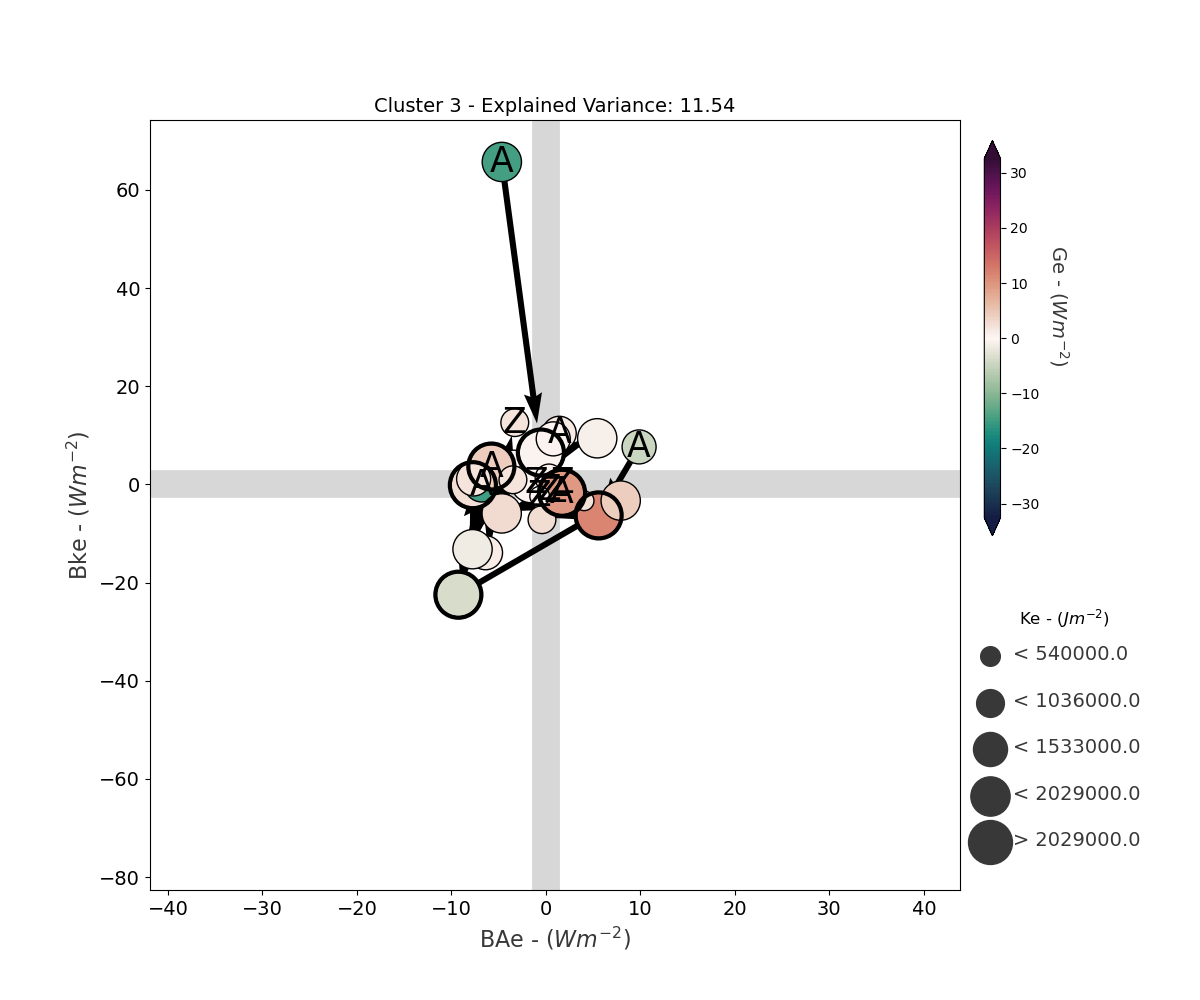 Cluster 3 - Explained Variance: 11.54
60
40
20
0
−20
−40
−60
−80
Bke - (Wm⁻²)
−40 −30 −20 −10 0 10 20 30 40
BAe - (Wm⁻²)
A
Z
A
A
A
A
Z
Z
Z
A
30
20
10
0
−10
−20
−30
Ge - (Wm⁻²)
Ke - (Jm⁻²)
< 540000.0
< 1036000.0
< 1533000.0
< 2029000.0
> 2029000.0